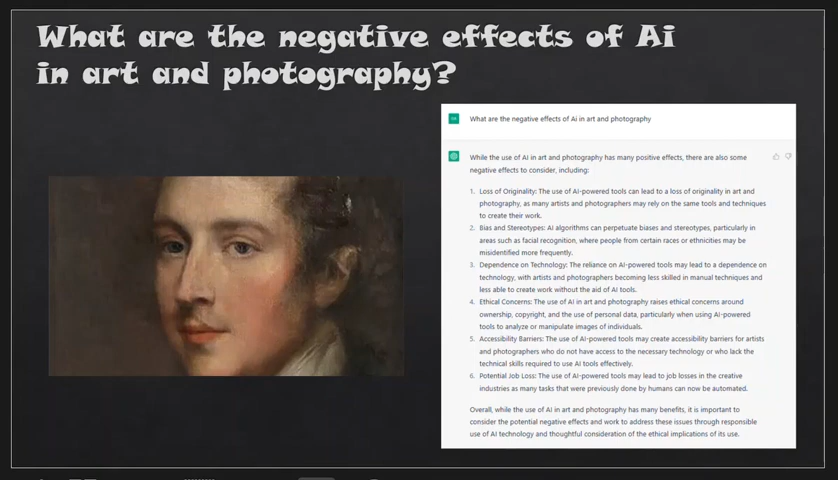 What are the negative effects of Ai
in art and photography?
What are the negative effects of Ai in art and photography
While the use of AI in art and photography has many positive effects, there are also some
negative effects to consider, including:
1. Loss of Originality: The use of AI-powered tools can lead to a loss of originality in art and
photography, as many artists and photographers may rely on the same tools and techniques
to create their work.
2. Bias and Stereotypes: AI algorithms can perpetuate biases and stereotypes, particularly in
areas such as facial recognition, where people from certain races or ethnicities may be
misidentified more frequently.
3. Dependence on Technology: The reliance on AI-powered tools may lead to a dependence on
technology, with artists and photographers becoming less skilled in manual techniques and
less able to create work without the aid of AI tools.
4. Ethical Concerns: The use of AI in art and photography raises ethical concerns around
ownership, copyright, and the use of personal data, particularly when using AI-powered
tools to analyze or manipulate images of individuals.
5. Accessibility Barriers: The use of AI-powered tools may create accessibility barriers for artists
and photographers who do not have access to the necessary technology or who lack the
technical skills required to use AI tools effectively.
6. Potential Job Loss: The use of AI-powered tools may lead to job losses in the creative
industries as many tasks that were previously done by humans can now be automated.
Overall, while the use of AI in art and photography has many benefits, it is important to
consider the potential negative effects and work to address these issues through responsible
use of AI technology and thoughtful consideration of the ethical implications of its use.